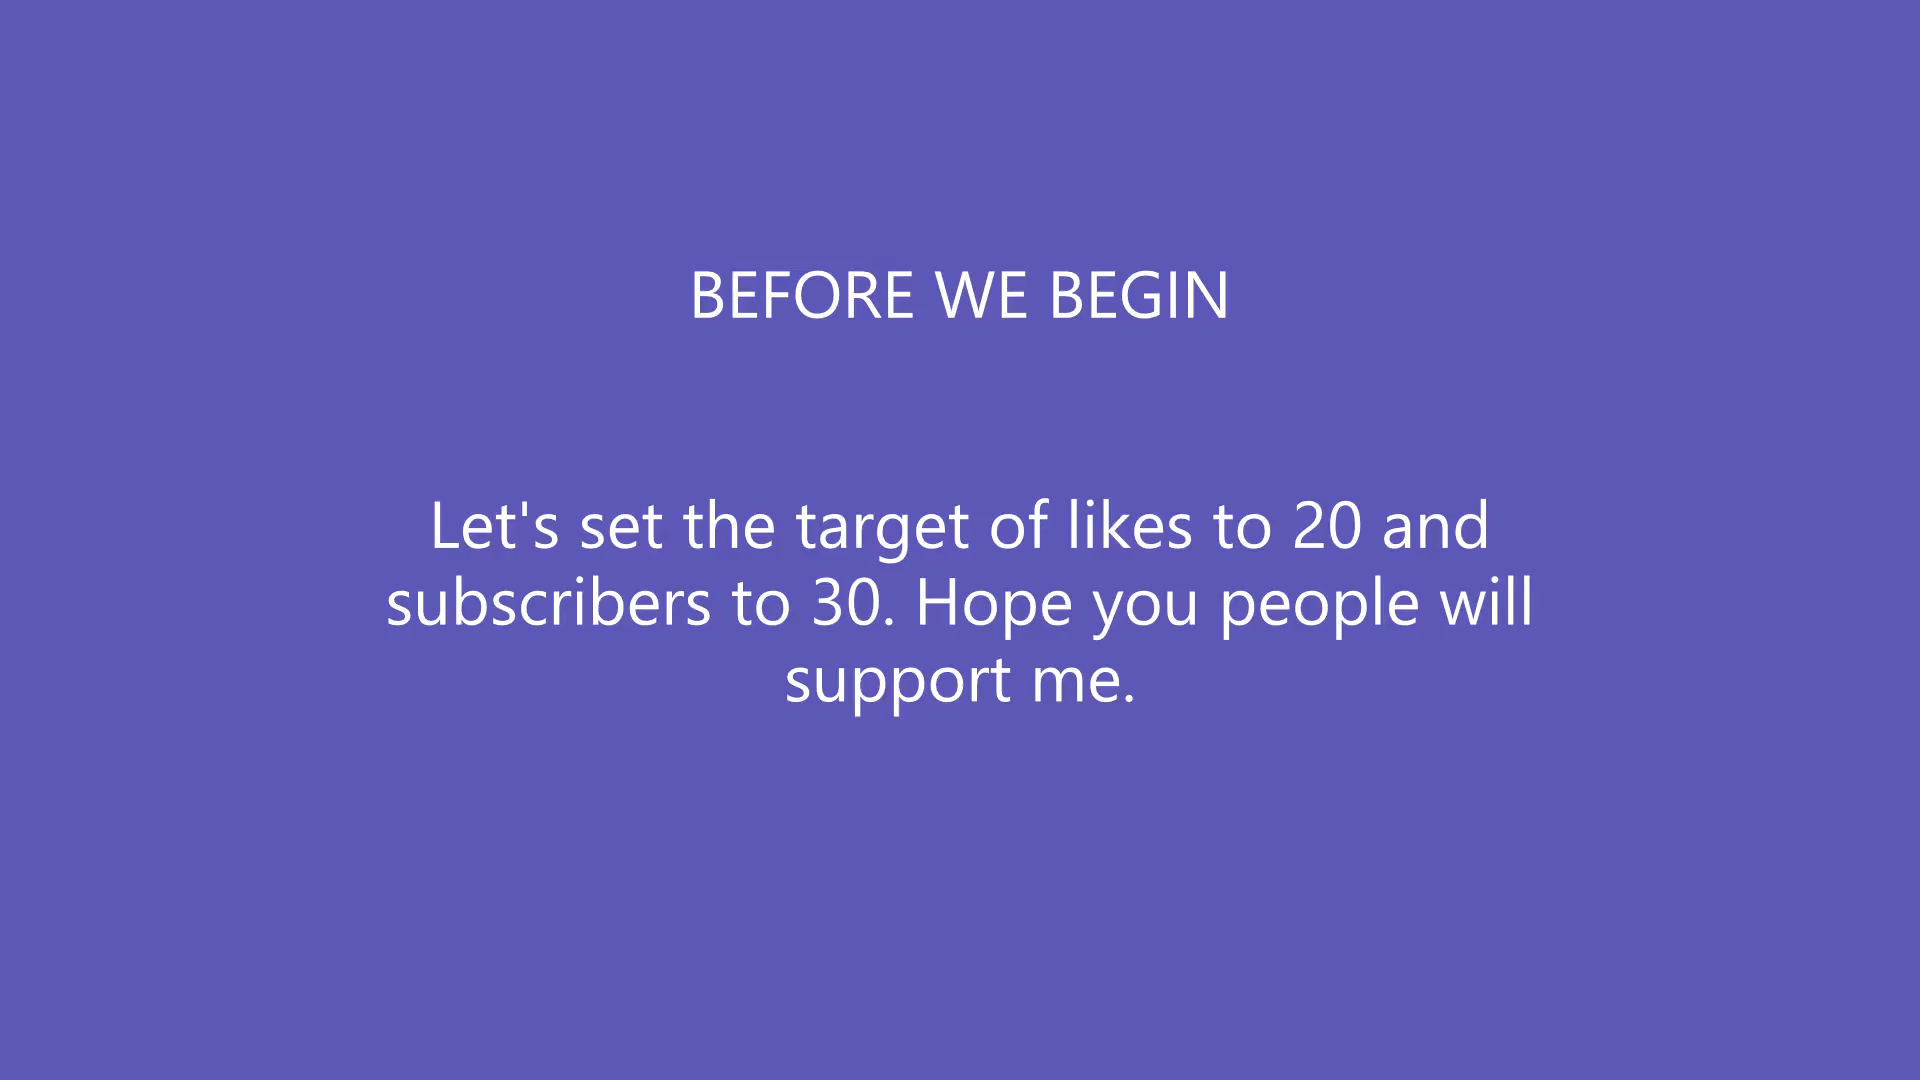 BEFORE WE BEGIN
Let's set the target of likes to 20 and
subscribers to 30. Hope you people will
support me.